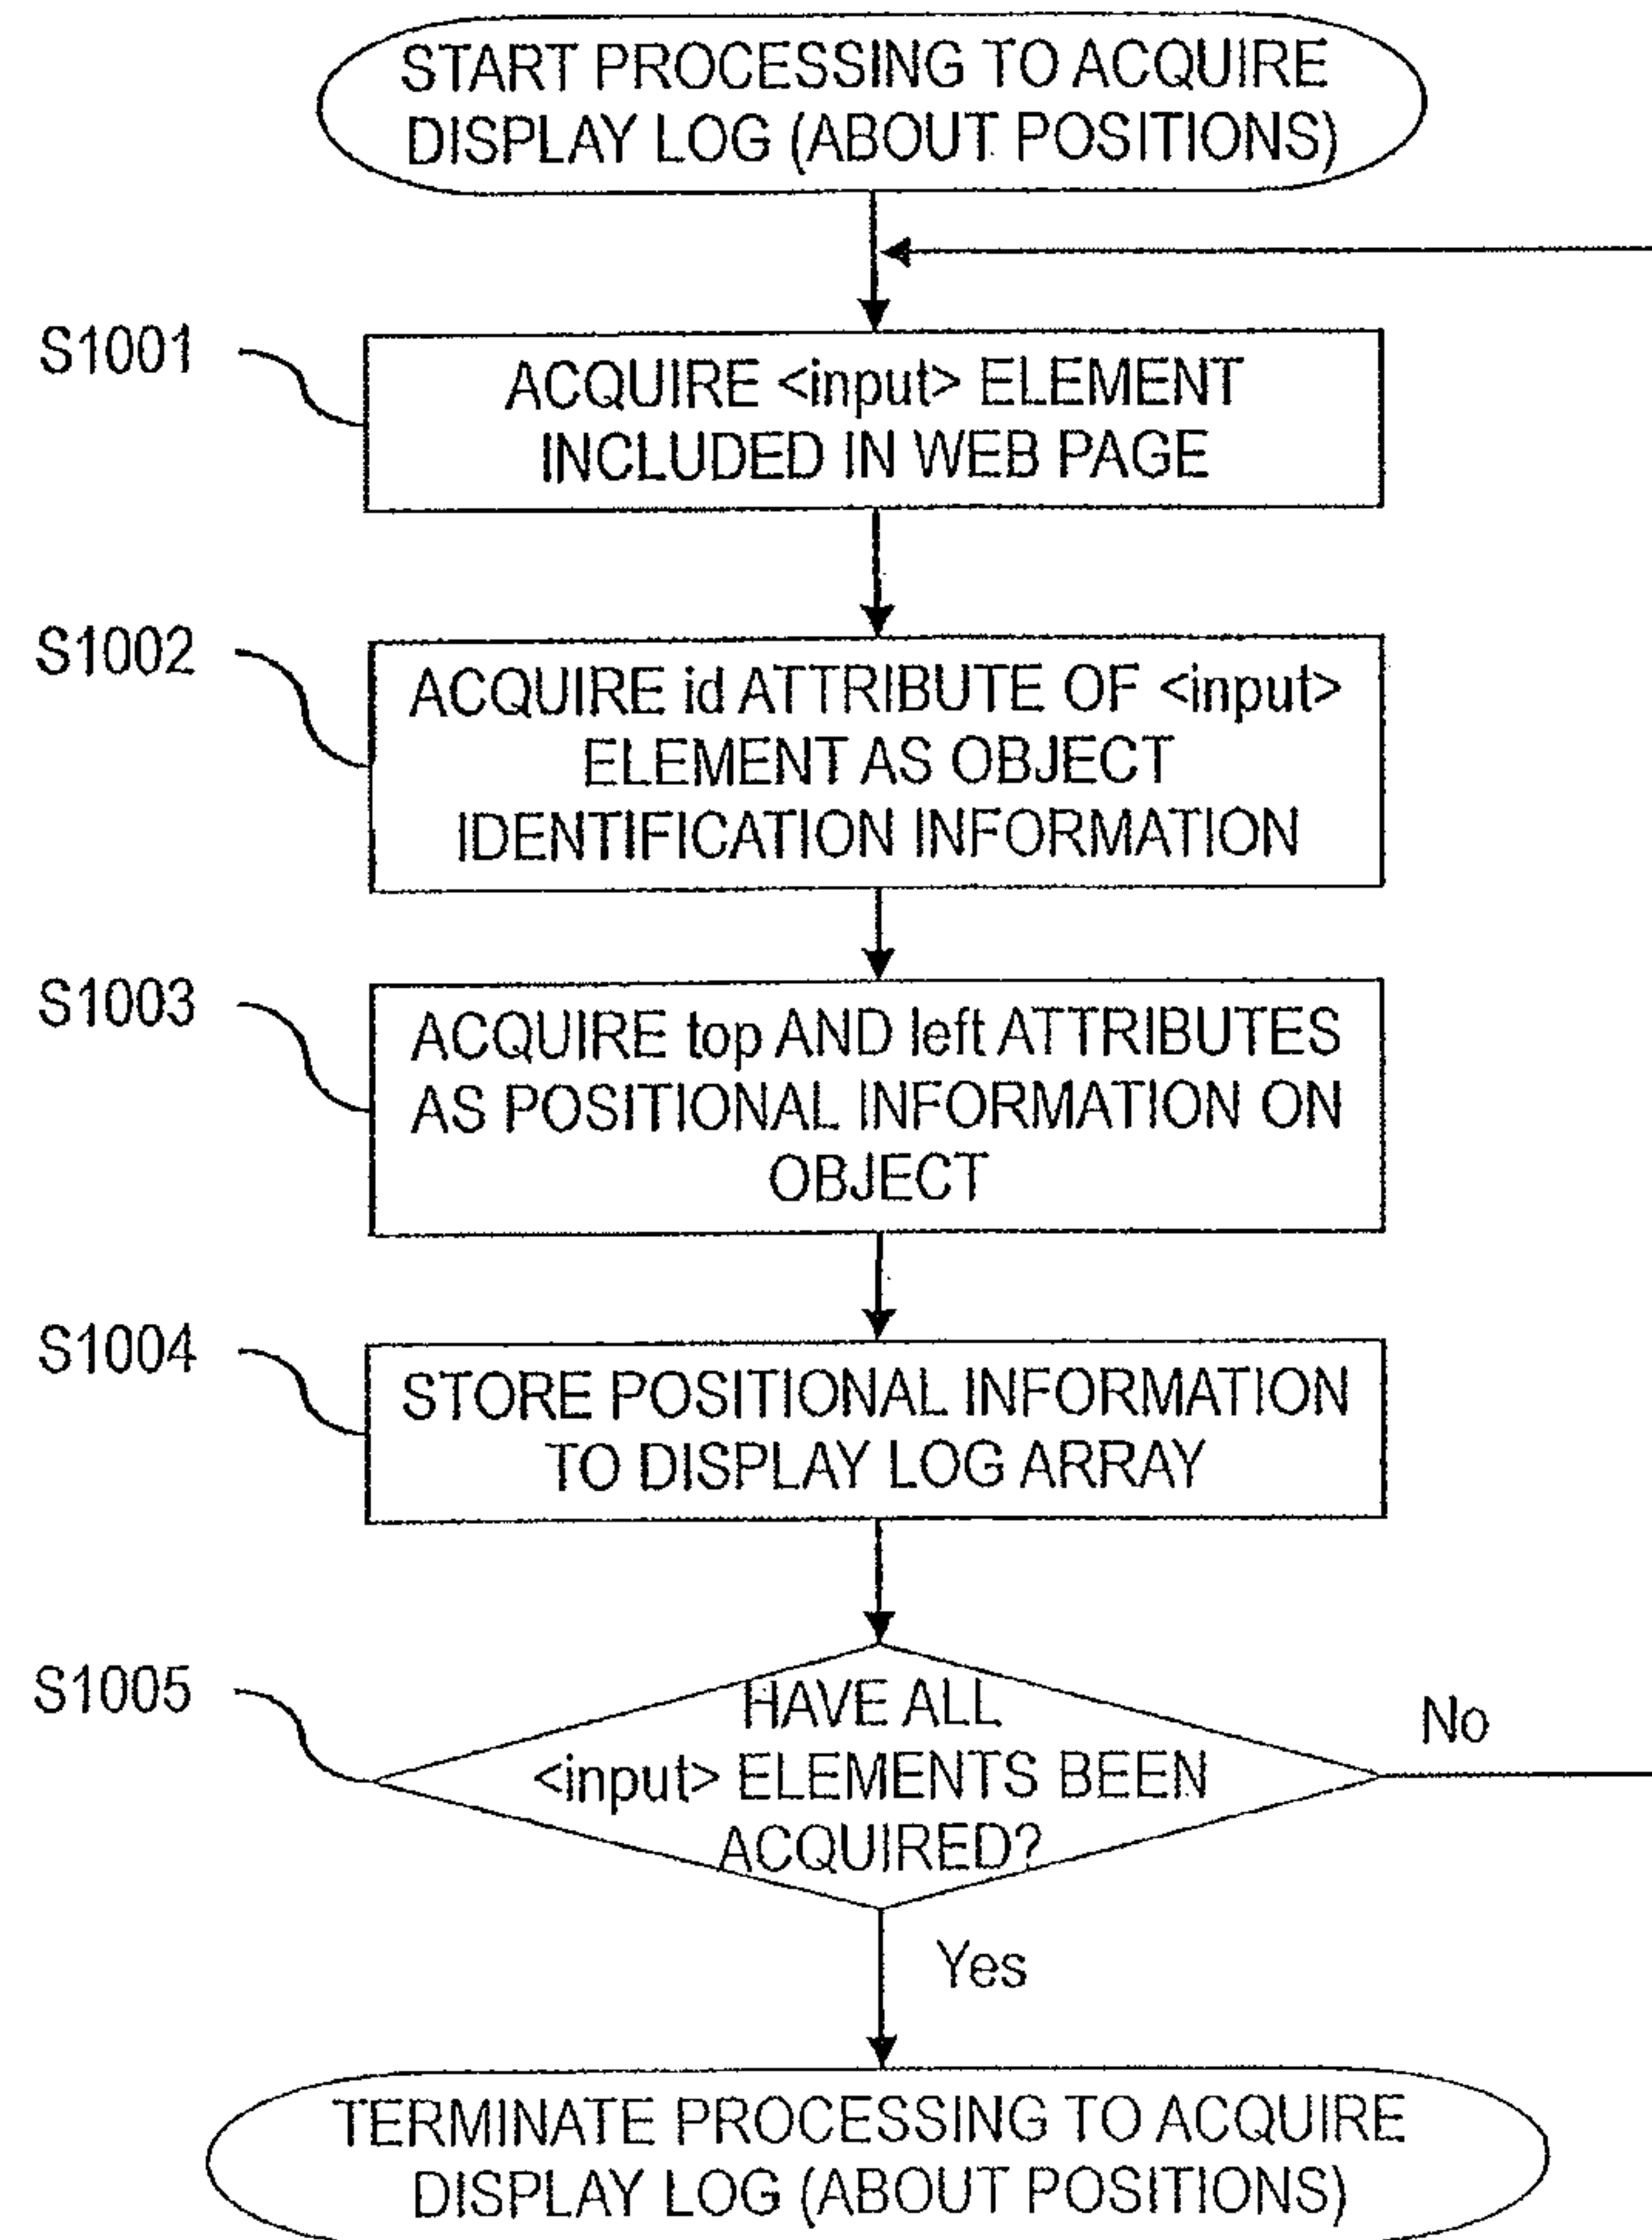 START PROCESSING TO ACQUIRE
DISPLAY LOG (ABOUT POSITIONS)
S1001
ACQUIRE <input> ELEMENT
INCLUDED IN WEB PAGE
S1002
ACQUIRE id ATTRIBUTE OF <input>
ELEMENT AS OBJECT
IDENTIFICATION INFORMATION
S1003
ACQUIRE top AND left ATTRIBUTES
AS POSITIONAL INFORMATION ON
OBJECT
S1004
STORE POSITIONAL INFORMATION
TO DISPLAY LOG ARRAY
S1005
HAVE ALL
<input> ELEMENTS BEEN
ACQUIRED?
No
Yes
TERMINATE PROCESSING TO ACQUIRE
DISPLAY LOG (ABOUT POSITIONS)